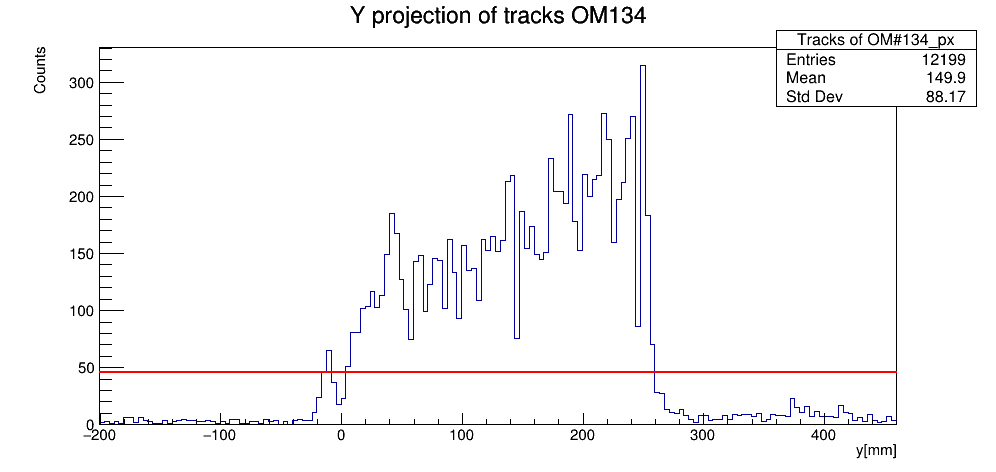 Y projection of tracks OM134
Counts
Tracks of OM#134_px
Entries 12199
Mean 149.9
Std Dev 88.17
300
250
200
150
100
50
0
−200 −100 0 100 200 300 400
y[mm]